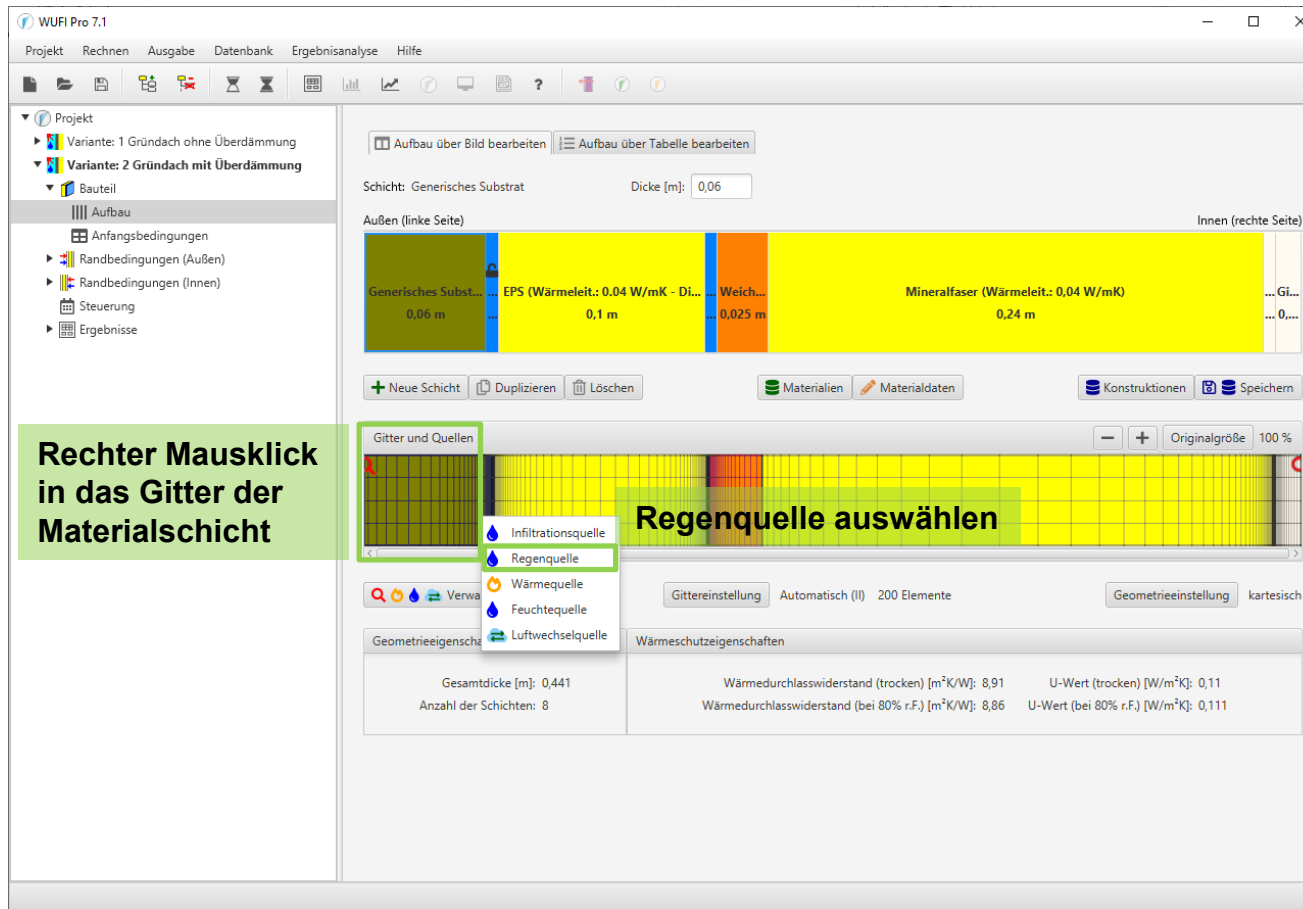 WUFI Pro 7.1
Projekt Rechnen Ausgabe Datenbank Ergebnisanalyse Hilfe
Projekt
Variante: 1 Gründach ohne Überdämmung
Variante: 2 Gründach mit Überdämmung
Bauteil
Aufbau
Anfangsbedingungen
Randbedingungen (Außen)
Randbedingungen (Innen)
Steuerung
Ergebnisse
Aufbau über Bild bearbeiten Aufbau über Tabelle bearbeiten
Schicht: Generisches Substrat Dicke [m]: 0,06
Außen (linke Seite) Innen (rechte Seite)
Generisches Subst... ... EPS (Wärmeleit.: 0.04 W/mK - Di... ... Weich... Mineralfaser (Wärmeleit.: 0,04 W/mK) ... Gi...
0,06 m ... 0,1 m ... 0,025 m 0,24 m ... 0,...
Neue Schicht Duplizieren Löschen Materialien Materialdaten Konstruktionen Speichern
Gitter und Quellen Originalgröße 100 %
Rechter Mausklick
in das Gitter der
Materialschicht
Regenquelle auswählen
Infiltrationsquelle
Regenquelle
Wärmequelle
Feuchtequelle
Luftwechselquelle
Verwa
Gittereinstellung Automatisch (II) 200 Elemente Geometrieeinstellung kartesisch
Geometrieeigenscha Wärmeschutzeigenschaften
Gesamtdicke [m]: 0,441 Wärmedurchlasswiderstand (trocken) [m²K/W]: 8,91 U-Wert (trocken) [W/m²K]: 0,11
Anzahl der Schichten: 8 Wärmedurchlasswiderstand (bei 80% r.F.) [m²K/W]: 8,86 U-Wert (bei 80% r.F.) [W/m²K]: 0,111